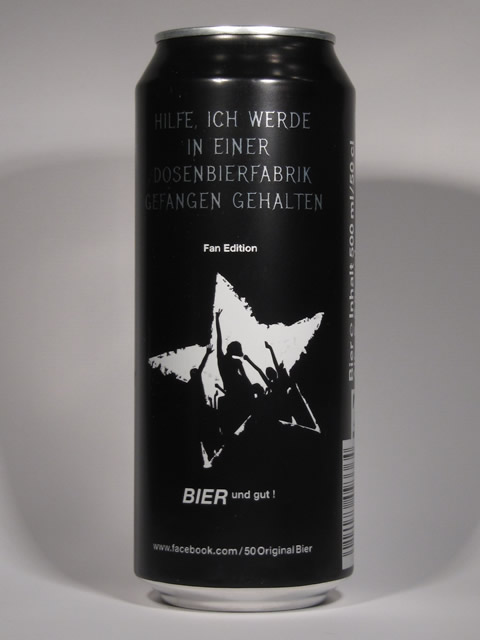 HILFE, ICH WERDE
IN EINER
DOSENBIERFABRIK
GEFANGEN GEHALTEN
Fan Edition
BIER und gut !
www.facebook.com/50OriginalBier
Bier e Inhalt 500 ml/50 cl